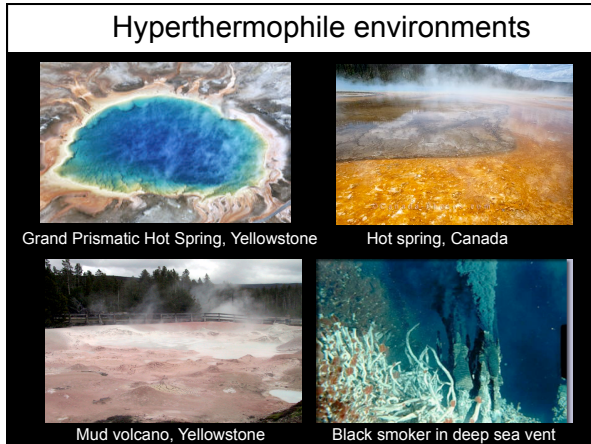 Hyperthermophile environments
Grand Prismatic Hot Spring, Yellowstone
Hot spring, Canada
Mud volcano, Yellowstone
Black smoker in deep sea vent